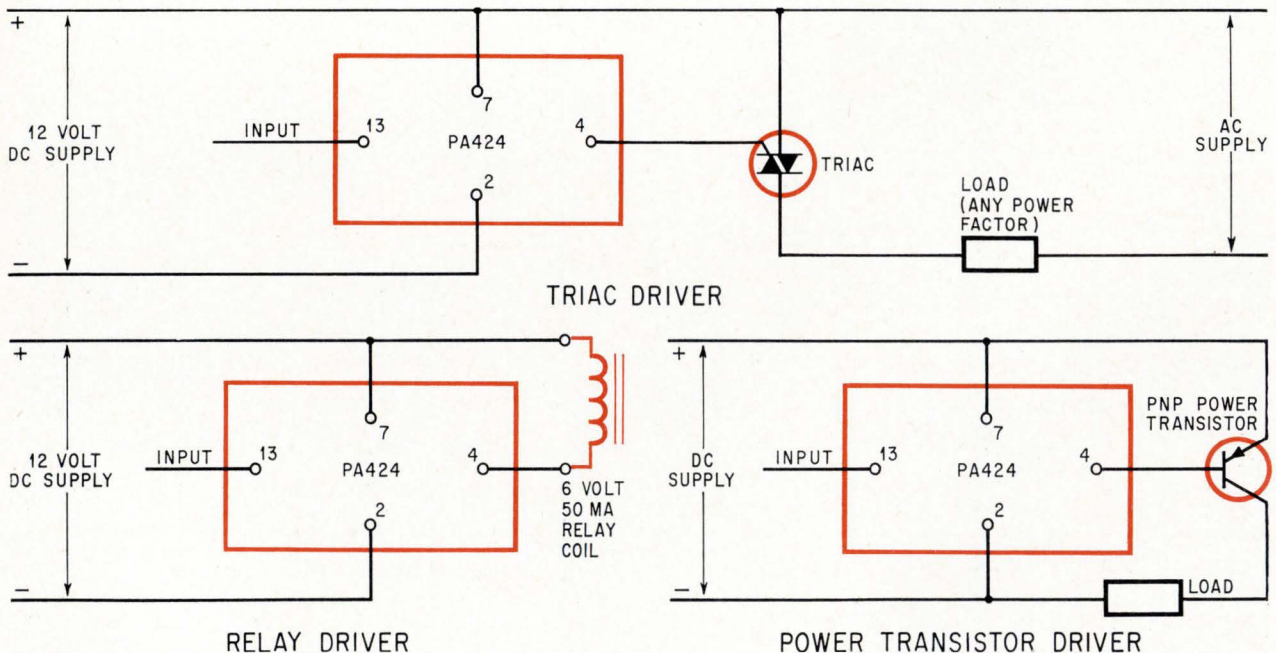 +
12 VOLT
DC SUPPLY
−
INPUT
13
7
PA424
4
2
TRIAC
LOAD
(ANY POWER
FACTOR)
AC
SUPPLY
TRIAC DRIVER
+
12 VOLT
DC SUPPLY
−
INPUT
13
7
PA424
4
2
6 VOLT
50 MA
RELAY
COIL
RELAY DRIVER
+
DC
SUPPLY
−
INPUT
13
7
PA424
4
2
PNP POWER
TRANSISTOR
LOAD
POWER TRANSISTOR DRIVER